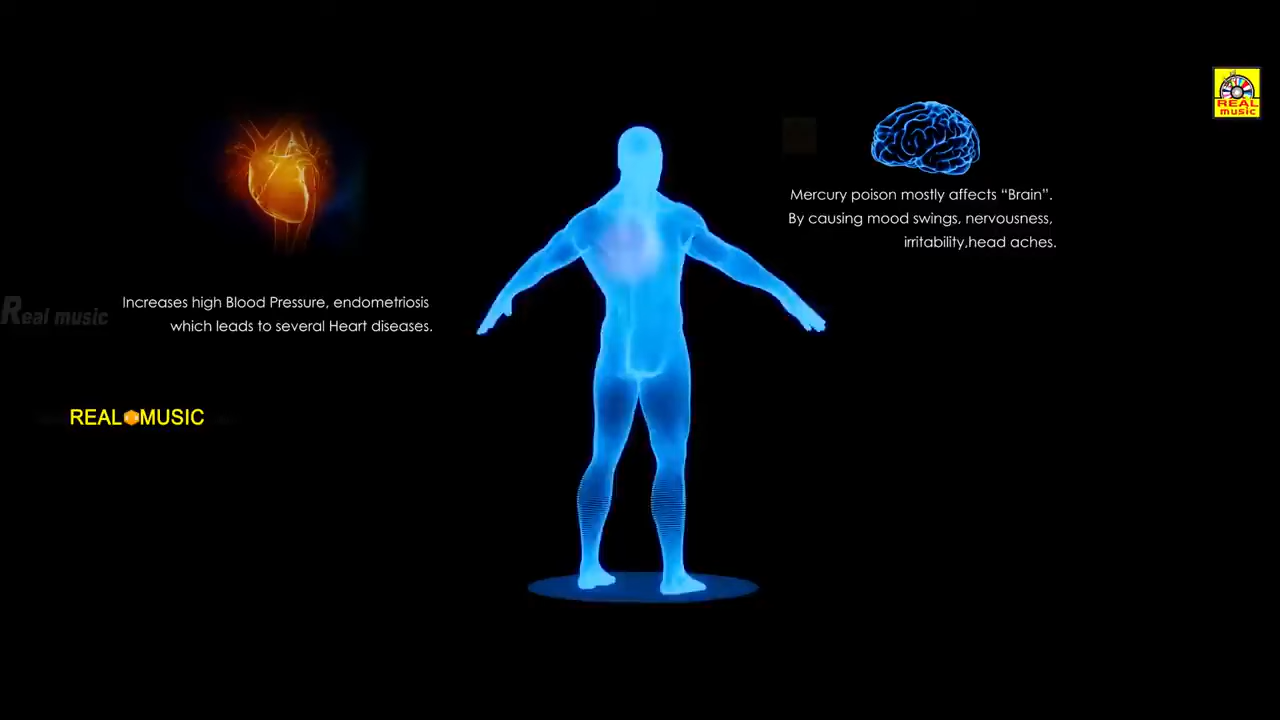 REAL
music
Mercury poison mostly affects “Brain”.
By causing mood swings, nervousness,
irritability,head aches.
Increases high Blood Pressure, endometriosis
which leads to several Heart diseases.
Real music
REAL MUSIC